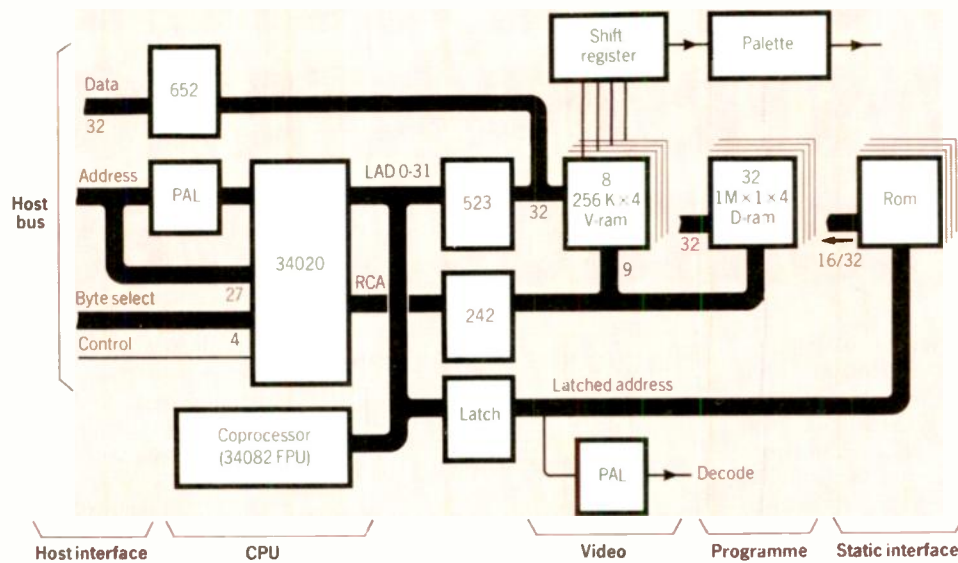 Shift
register
Palette
Data
652
32
Address
PAL
LAD 0-31
523
32
8
256 K × 4
V-ram
32
1M × 1 × 4
D-ram
32
Rom
16/32
Host
bus
34020
27
RCA
242
9
Byte select
4
Control
Latch
Latched address
Coprocessor
(34082 FPU)
PAL
Decode
Host interface
CPU
Video
Programme
Static interface